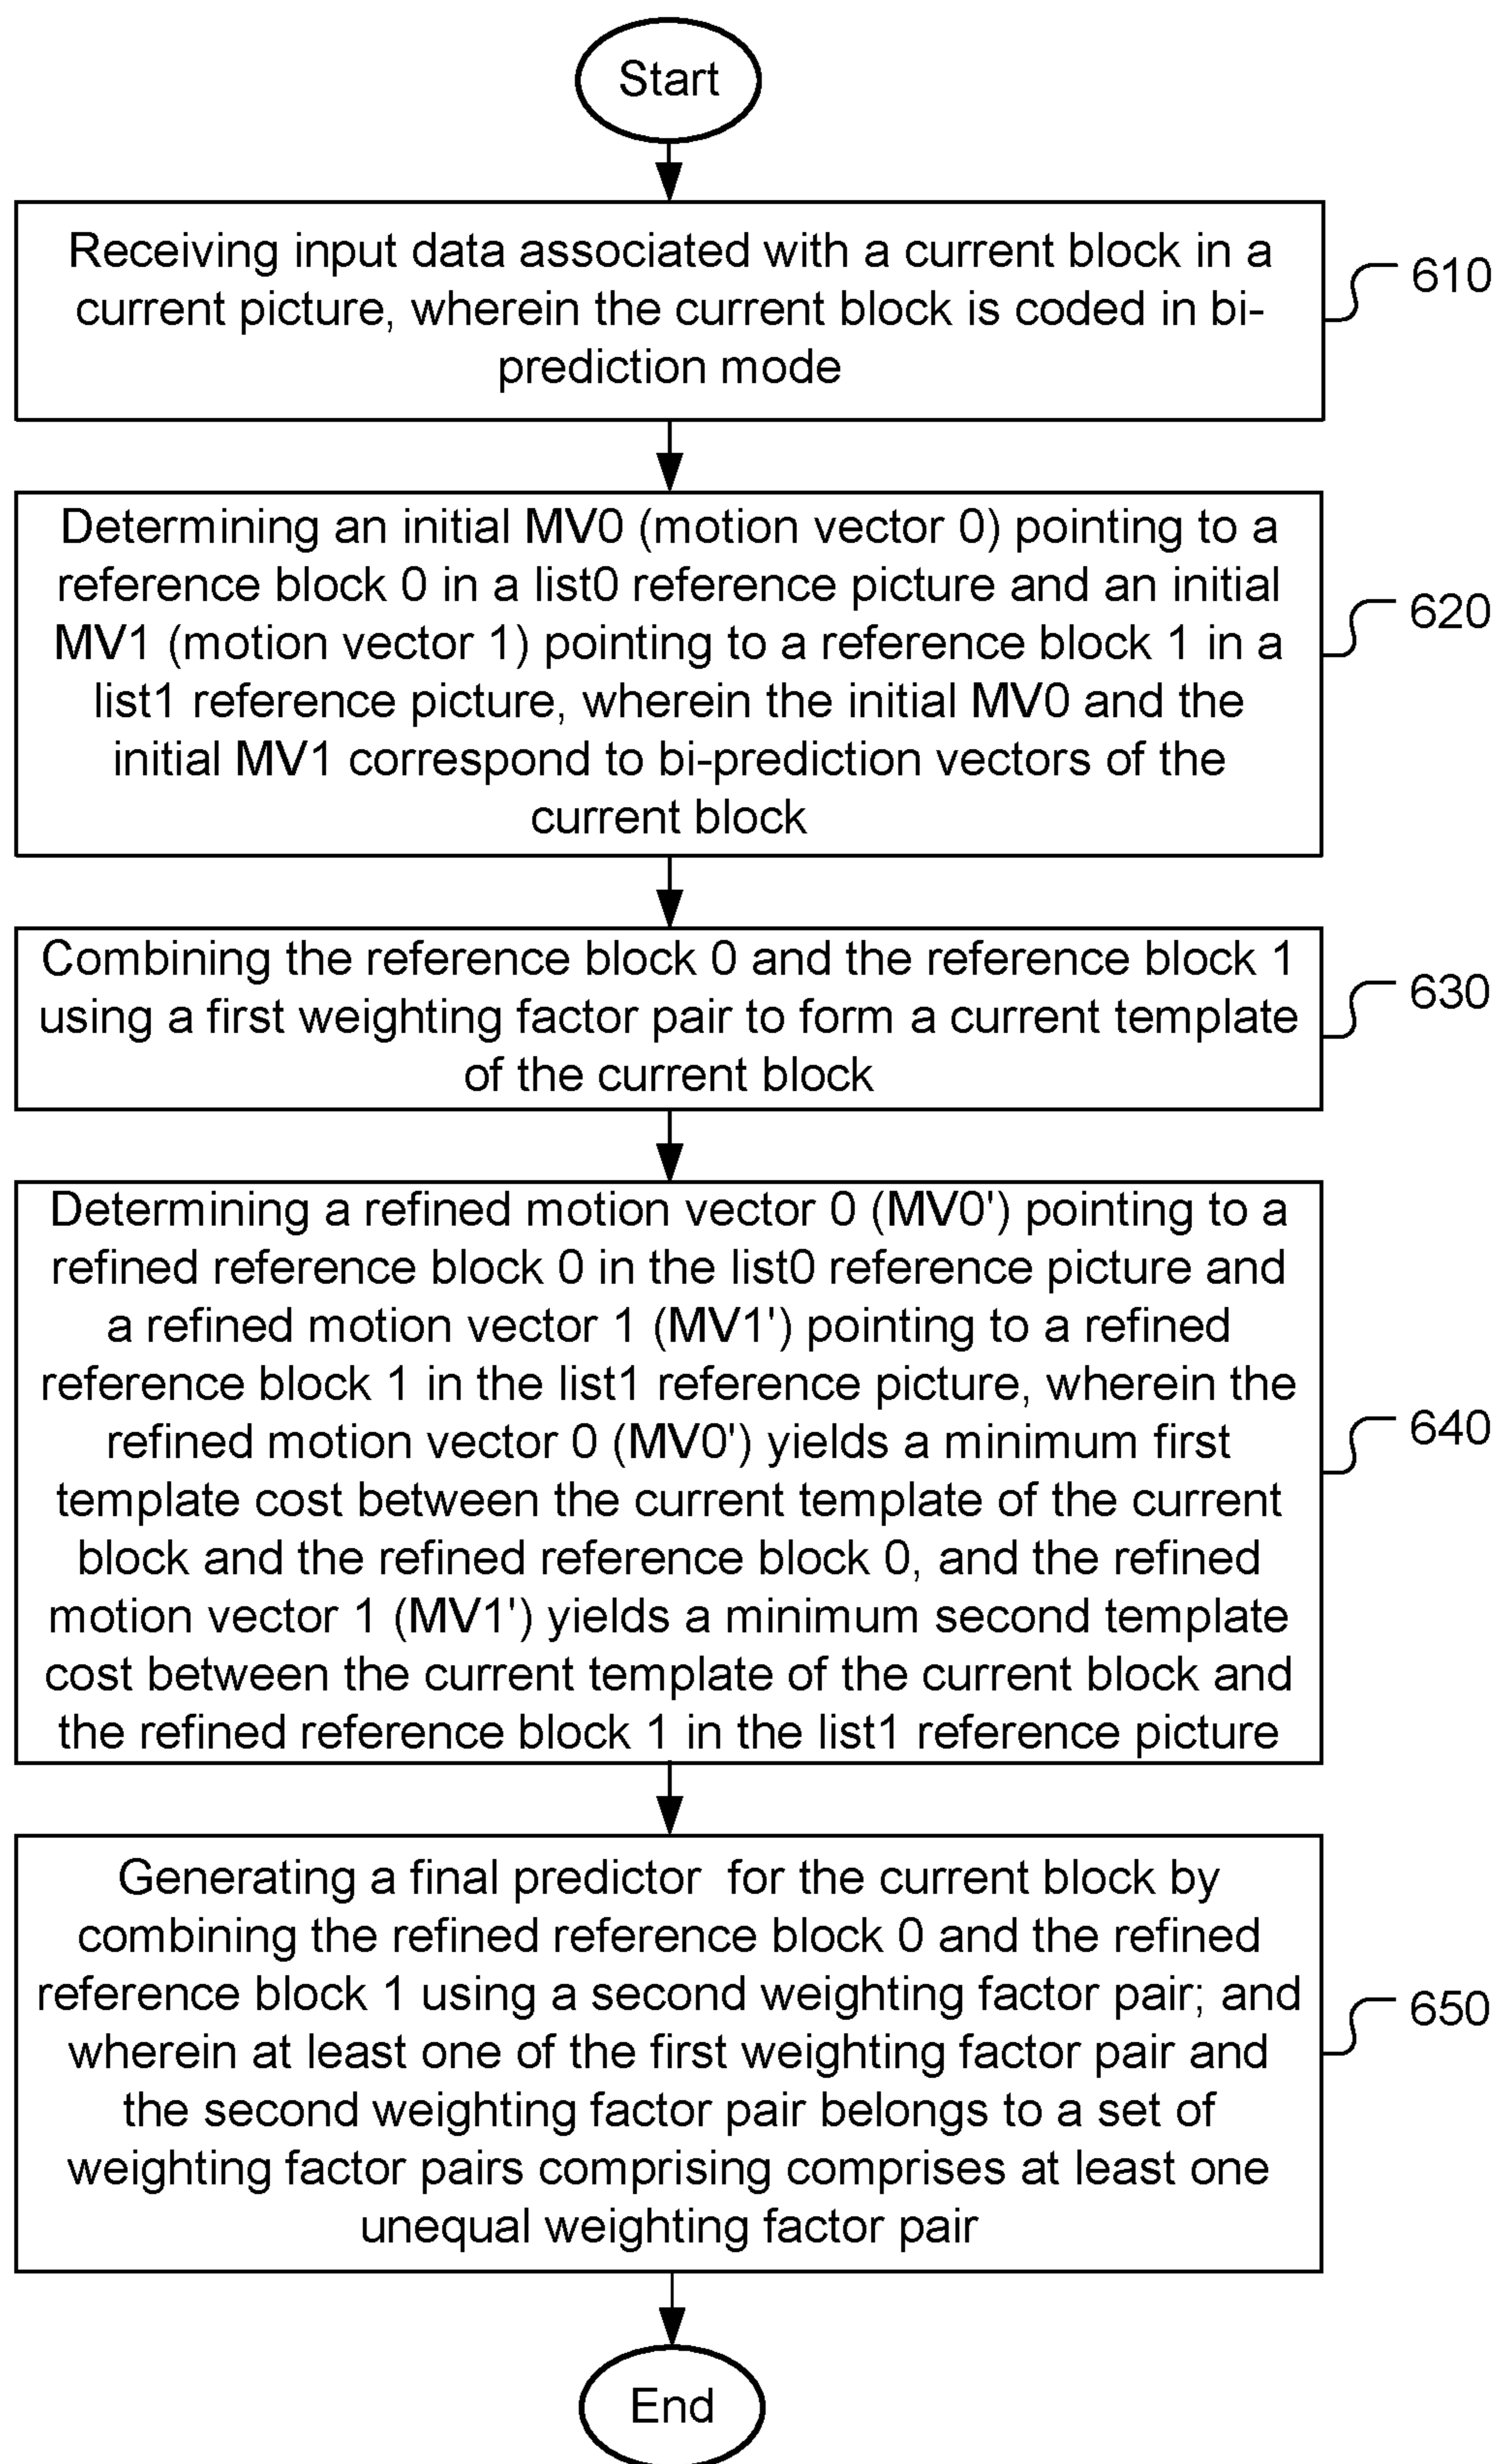 Start
Receiving input data associated with a current block in a
current picture, wherein the current block is coded in bi-
prediction mode
610
Determining an initial MV0 (motion vector 0) pointing to a
reference block 0 in a list0 reference picture and an initial
MV1 (motion vector 1) pointing to a reference block 1 in a
list1 reference picture, wherein the initial MV0 and the
initial MV1 correspond to bi-prediction vectors of the
current block
620
Combining the reference block 0 and the reference block 1
using a first weighting factor pair to form a current template
of the current block
630
Determining a refined motion vector 0 (MV0') pointing to a
refined reference block 0 in the list0 reference picture and
a refined motion vector 1 (MV1') pointing to a refined
reference block 1 in the list1 reference picture, wherein the
refined motion vector 0 (MV0') yields a minimum first
template cost between the current template of the current
block and the refined reference block 0, and the refined
motion vector 1 (MV1') yields a minimum second template
cost between the current template of the current block and
the refined reference block 1 in the list1 reference picture
640
Generating a final predictor for the current block by
combining the refined reference block 0 and the refined
reference block 1 using a second weighting factor pair; and
wherein at least one of the first weighting factor pair and
the second weighting factor pair belongs to a set of
weighting factor pairs comprising comprises at least one
unequal weighting factor pair
650
End